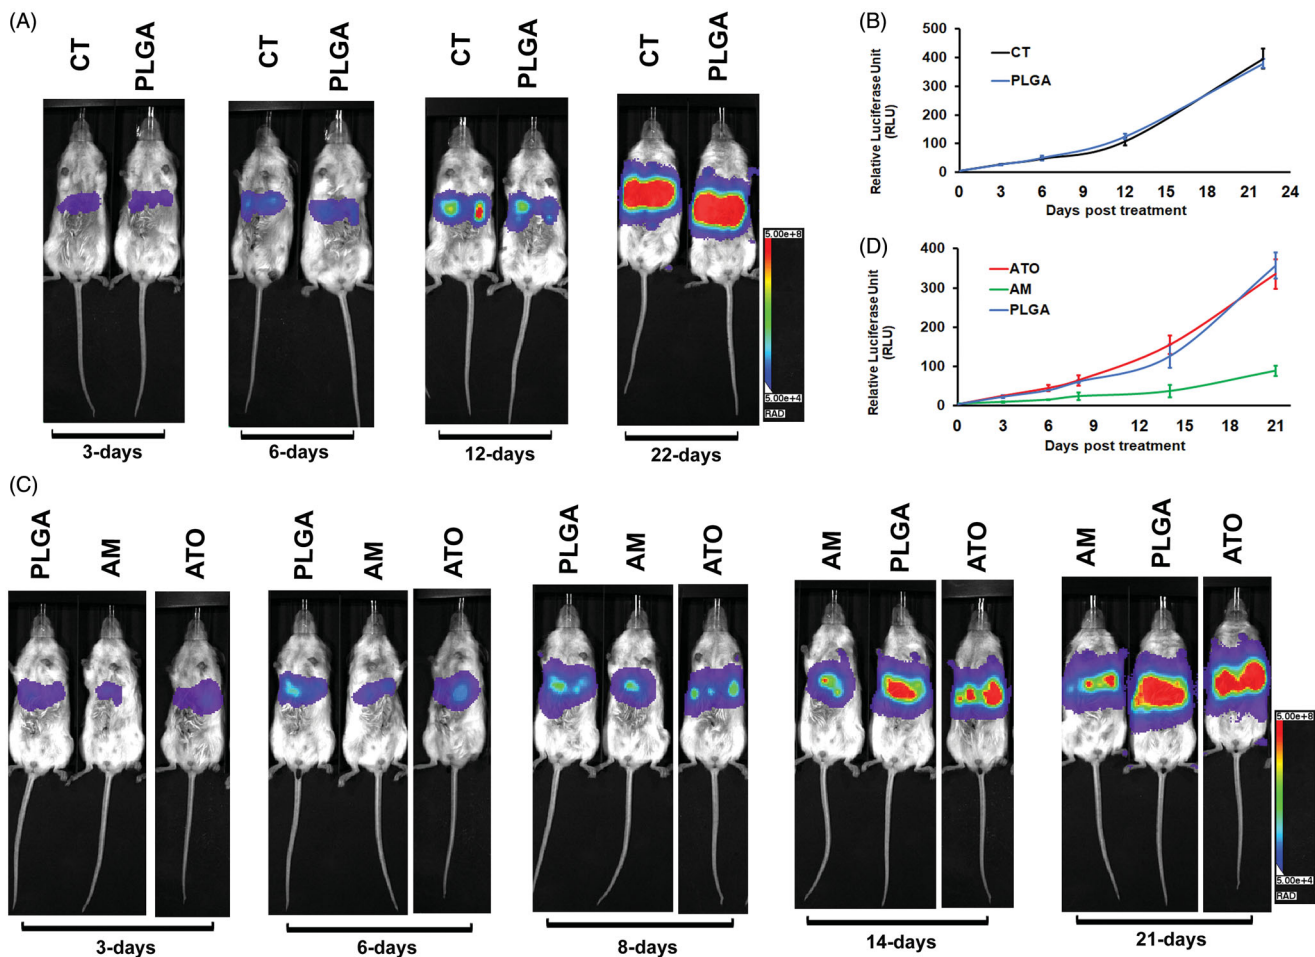 (A)
CT
PLGA
CT
PLGA
CT
PLGA
CT
PLGA
5.00e+8
5.00e+4
RAD
3-days
6-days
12-days
22-days
(B)
500
400
300
200
100
0
Relative Luciferase Unit
(RLU)
CT
PLGA
0 3 6 9 12 15 18 21 24
Days post treatment
(D)
400
300
200
100
0
Relative Luciferase Unit
(RLU)
ATO
AM
PLGA
0 3 6 9 12 15 18 21
Days post treatment
(C)
PLGA
AM
ATO
PLGA
AM
ATO
PLGA
AM
ATO
AM
PLGA
ATO
AM
PLGA
ATO
5.00e+8
5.00e+4
RAD
3-days
6-days
8-days
14-days
21-days